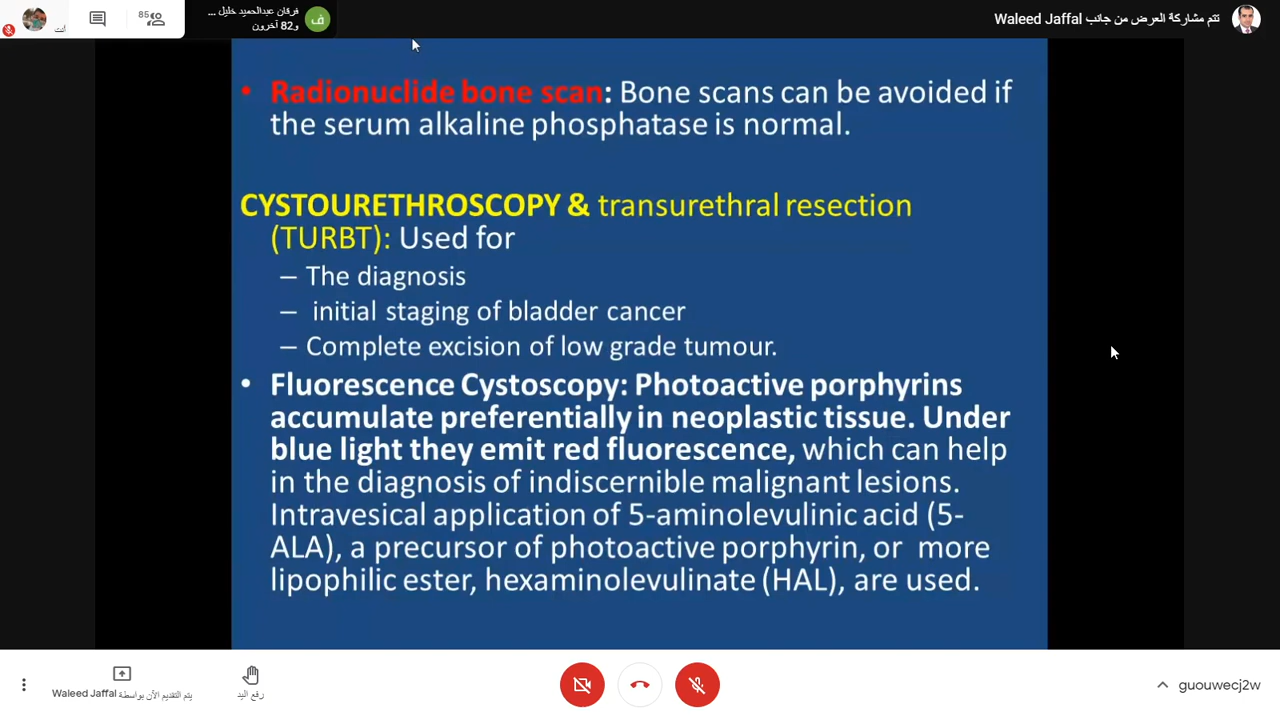 تتم مشاركة العرض من جانب Waleed Jaffal
فرقان عبدالحميد خليل ...
و82 آخرون
ف
85
أنت
• Radionuclide bone scan: Bone scans can be avoided if
the serum alkaline phosphatase is normal.
CYSTOURETHROSCOPY & transurethral resection
(TURBT): Used for
– The diagnosis
– initial staging of bladder cancer
– Complete excision of low grade tumour.
• Fluorescence Cystoscopy: Photoactive porphyrins
accumulate preferentially in neoplastic tissue. Under
blue light they emit red fluorescence, which can help
in the diagnosis of indiscernible malignant lesions.
Intravesical application of 5-aminolevulinic acid (5-
ALA), a precursor of photoactive porphyrin, or more
lipophilic ester, hexaminolevulinate (HAL), are used.
يتم التقديم الآن بواسطة Waleed Jaffal
رفع اليد
guouwecj2w